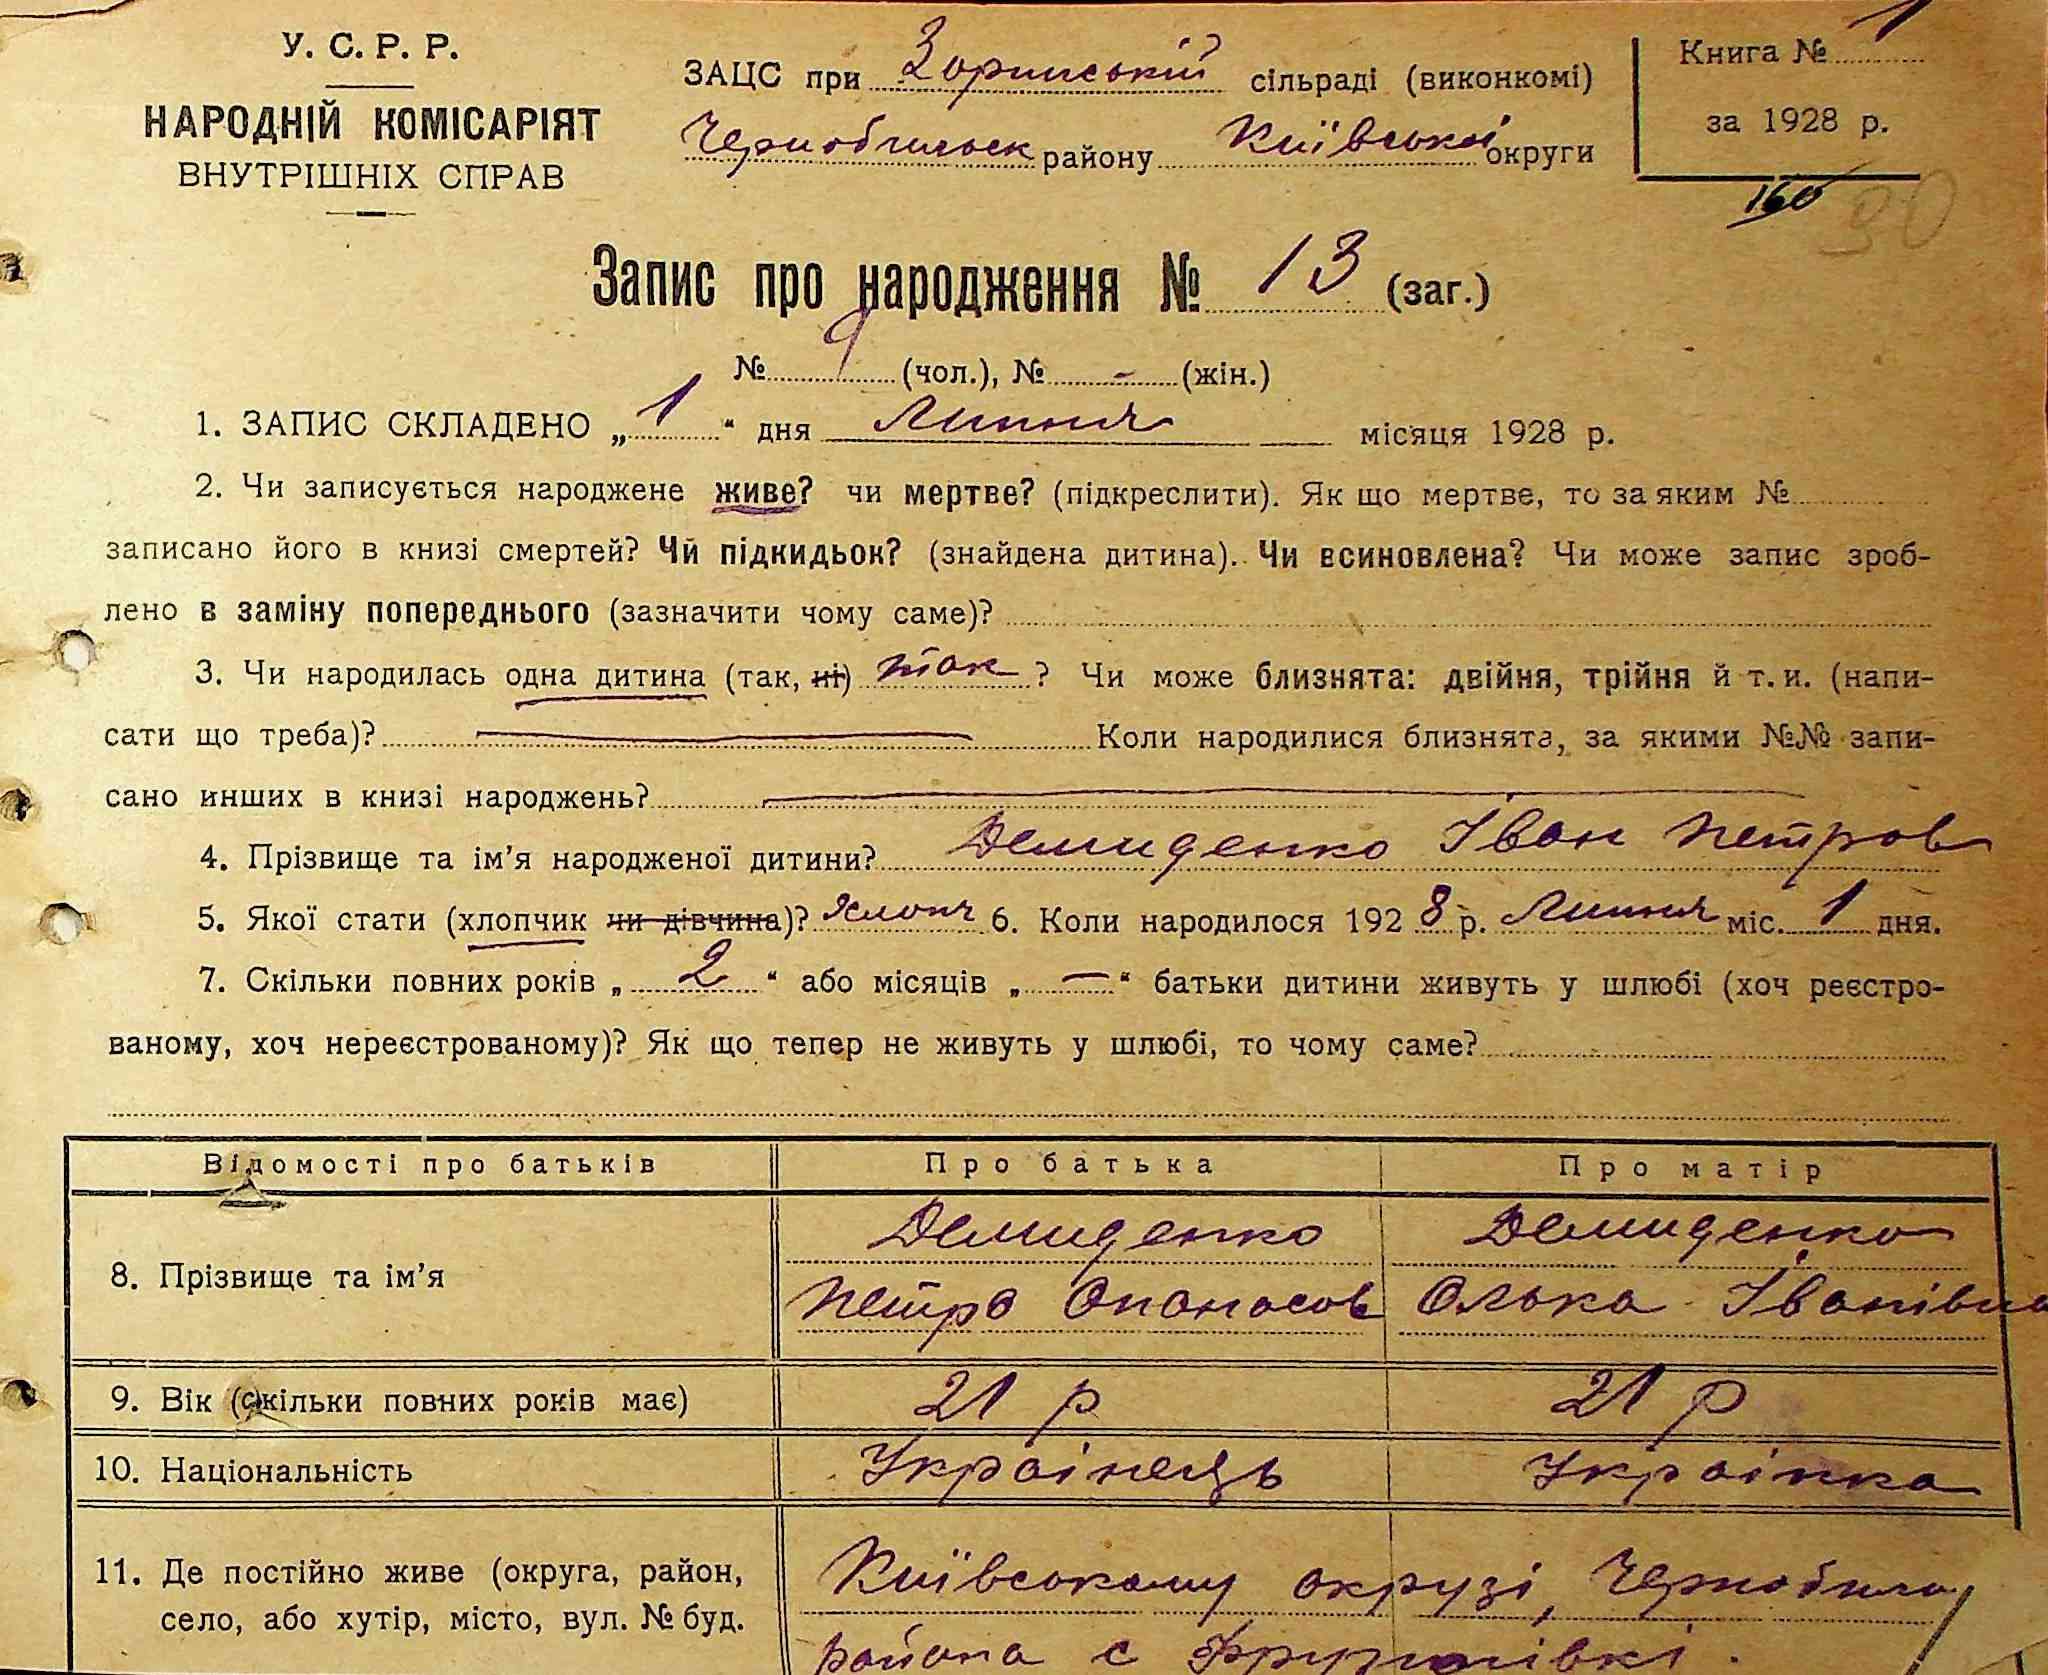 У. С. Р. Р.
НАРОДНІЙ КОМІСАРІЯТ
ВНУТРІШНІХ СПРАВ
ЗАЦС при Зоринській сільраді (виконкомі)
Чернобильск району Київської округи
Книга № 1
за 1928 р.
160
30
Запис про народження № 13 (заг.)
№ 9 (чол.), № - (жін.)
1. ЗАПИС СКЛАДЕНО „ 1 “ дня Липня місяця 1928 р.
2. Чи записується народжене живе? чи мертве? (підкреслити). Як що мертве, то за яким №
записано його в книзі смертей? Чи підкидьок? (знайдена дитина). Чи всиновлена? Чи може запис зроб-
лено в заміну попереднього (зазначити чому саме)?
3. Чи народилась одна дитина (так, ні) так ? Чи може близнята: двійня, трійня й т. и. (напи-
сати що треба)? Коли народилися близнята, за якими №№ запи-
сано инших в книзі народжень?
4. Прізвище та ім’я народженої дитини? Демиденко Іван Петров
5. Якої стати (хлопчик чи дівчина)? Хлопч 6. Коли народилося 192 8 р. Липня міс. 1 дня.
7. Скільки повних років „ 2 “ або місяців „ — “ батьки дитини живуть у шлюбі (хоч реєстро-
ваному, хоч нереєстрованому)? Як що тепер не живуть у шлюбі, то чому саме?
Відомості про батьків Про батька Про матір
8. Прізвище та ім’я
Демиденко Демиденко
Петро Опанасов Олька Іванівна
9. Вік (скільки повних років має) 21 р 21 р
10. Національність Українець Українка
11. Де постійно живе (округа, район,
село, або хутір, місто, вул. № буд.
Київському окрузі,
района с